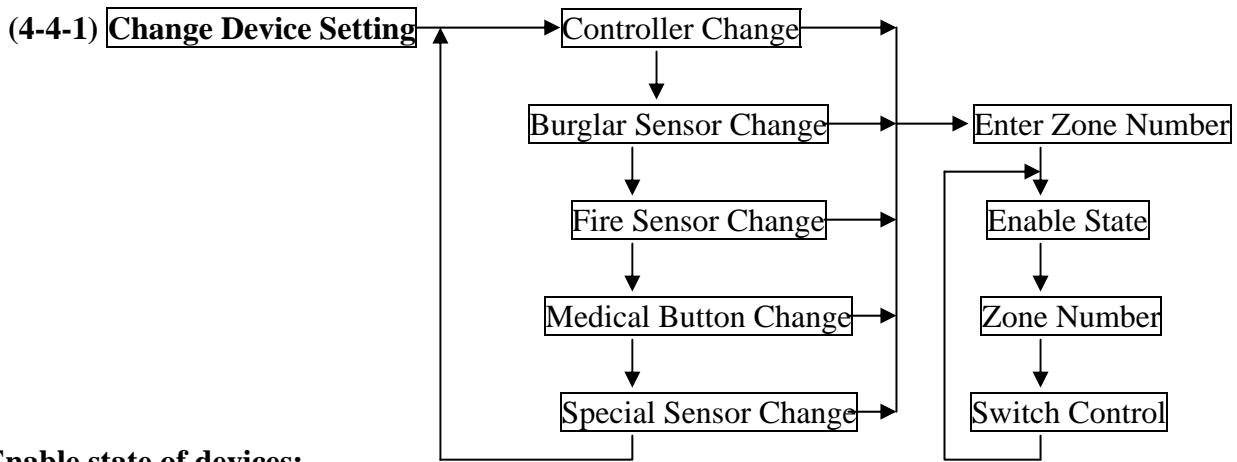 (4-4-1) Change Device Setting Controller Change
Burglar Sensor Change Enter Zone Number
Fire Sensor Change Enable State
Medical Button Change Zone Number
Special Sensor Change Switch Control
Enable state of devices: